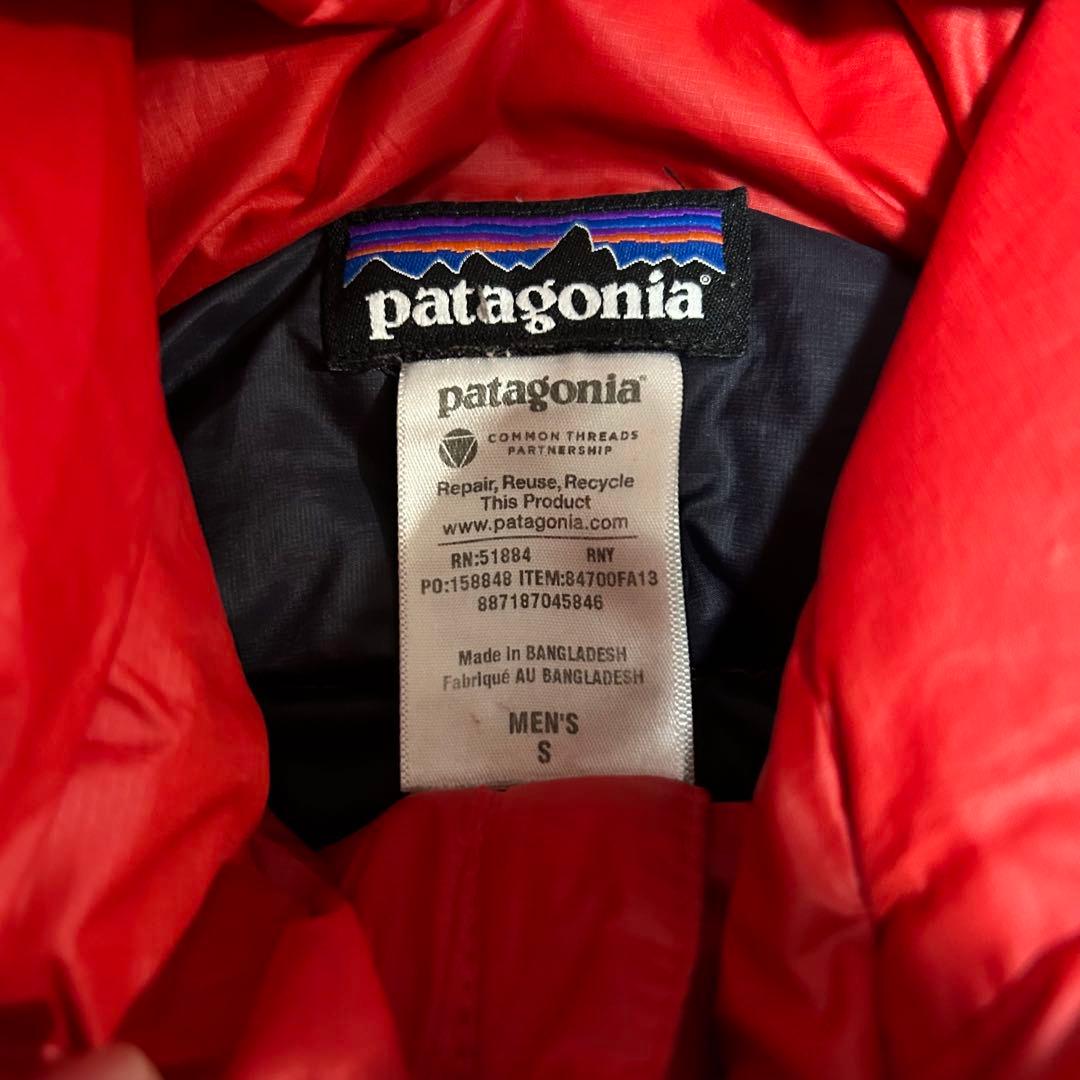 patagonia®
patagonia®
COMMON THREADS
PARTNERSHIP
Repair, Reuse, Recycle
This Product
www.patagonia.com
RN:51884 RNY
PO:158848 ITEM:84700FA13
887187045846
Made in BANGLADESH
Fabriqué AU BANGLADESH
MEN'S
S